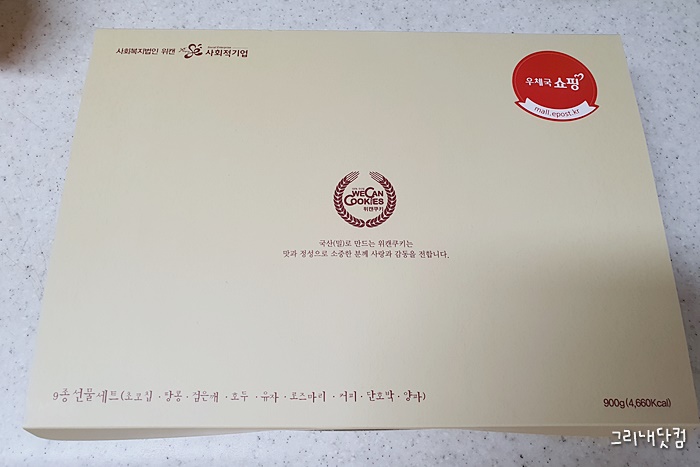 사회복지법인 위캔 사회적기업
우체국 쇼핑
mall.epost.kr
WECAN
COOKIES
위캔쿠키
국산(밀)로 만드는 위캔쿠키는
맛과 정성으로 소중한 분께 사랑과 감동을 전합니다.
9종 선물세트(초코칩 · 땅콩 · 검은깨 · 호두 · 유자 · 로즈마리 · 커피 · 단호박 · 양파)
900g(4,660Kcal)
그리내닷컴